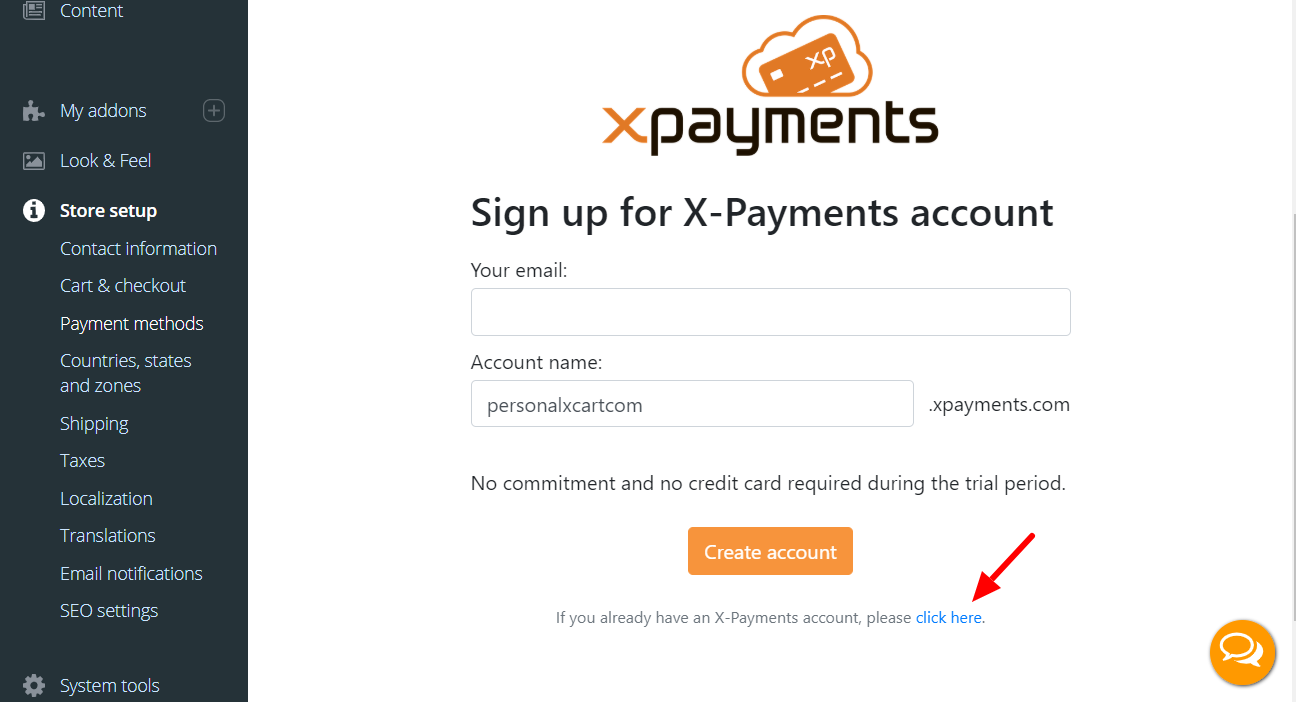 Content
My addons
Look & Feel
Store setup
Contact information
Cart & checkout
Payment methods
Countries, states
and zones
Shipping
Taxes
Localization
Translations
Email notifications
SEO settings
System tools
xp
xpayments
Sign up for X-Payments account
Your email:
Account name:
personalxcartcom .xpayments.com
No commitment and no credit card required during the trial period.
Create account
If you already have an X-Payments account, please click here.